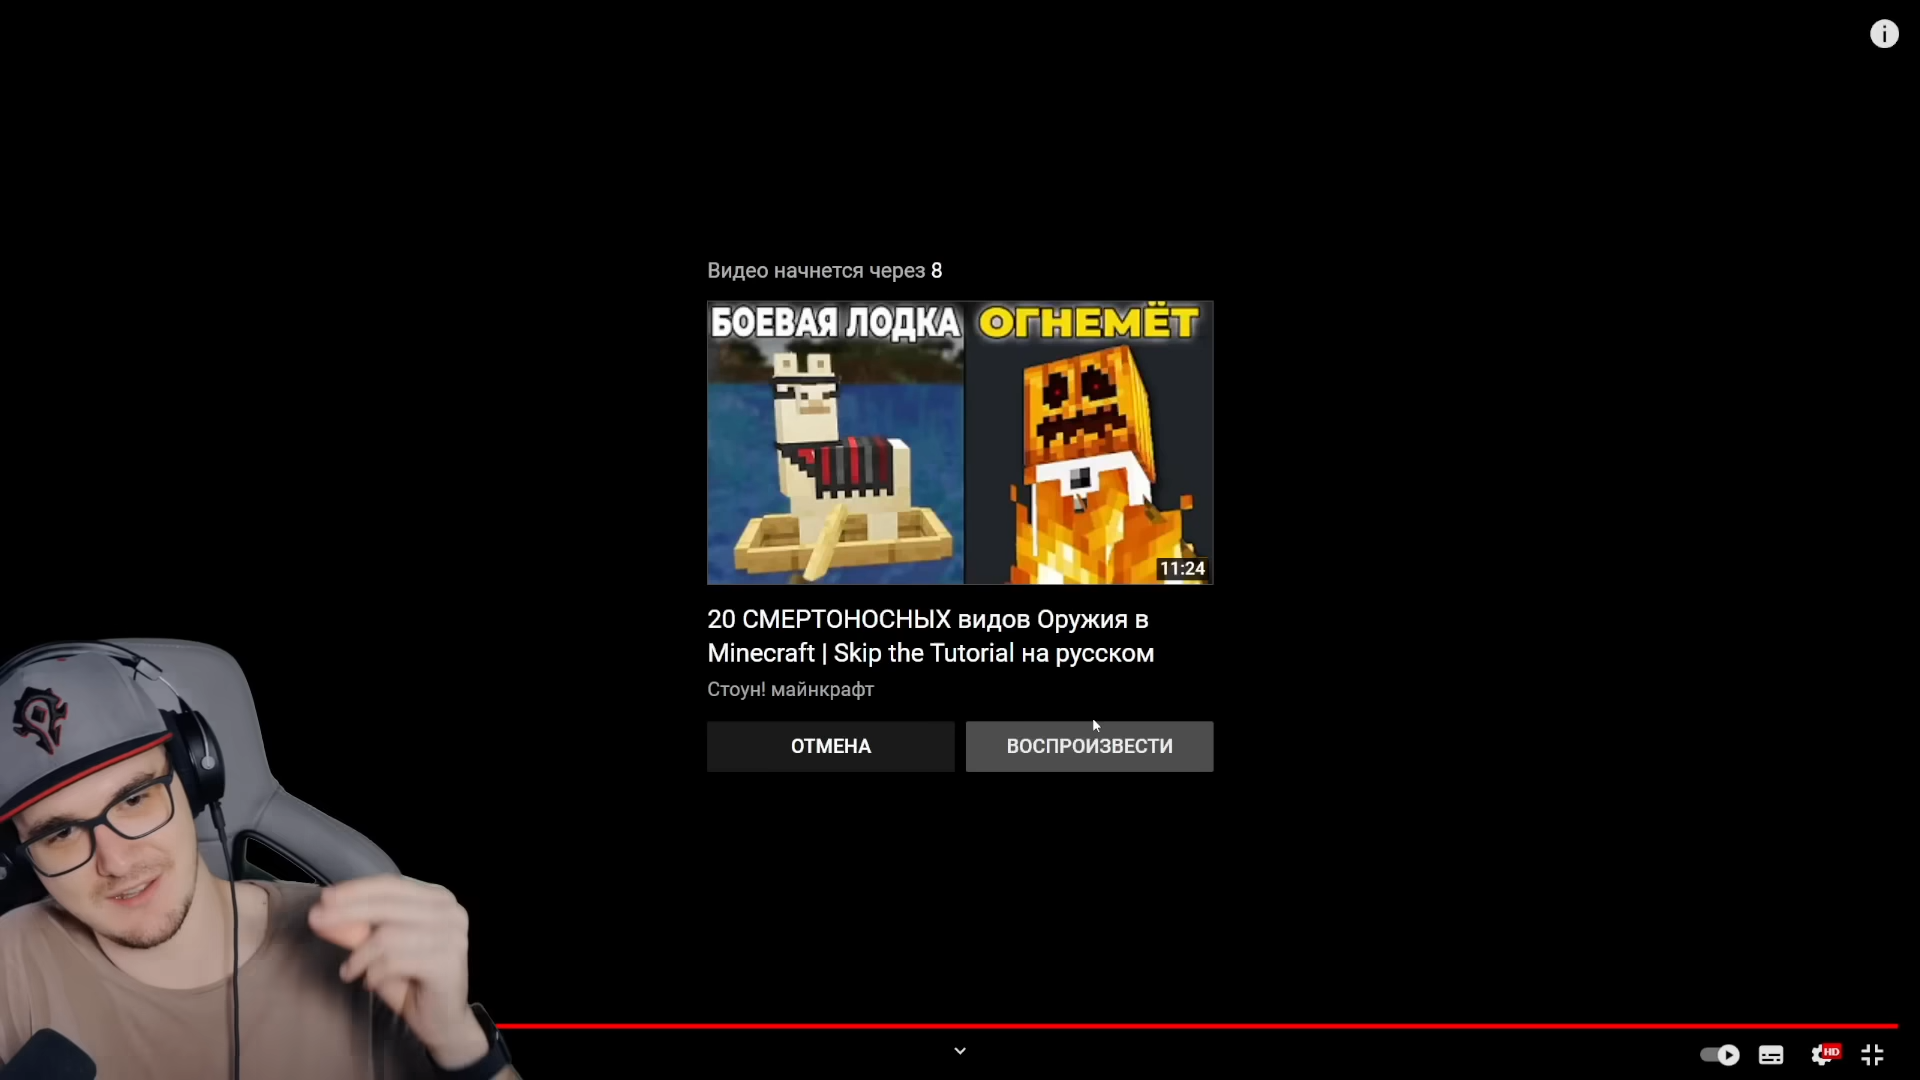 Видео начнется через 8
БОЕВАЯ ЛОДКА ОГНЕМЁТ
11:24
20 СМЕРТОНОСНЫХ видов Оружия в
Minecraft | Skip the Tutorial на русском
Стоун! майнкрафт
ОТМЕНА ВОСПРОИЗВЕСТИ
HD